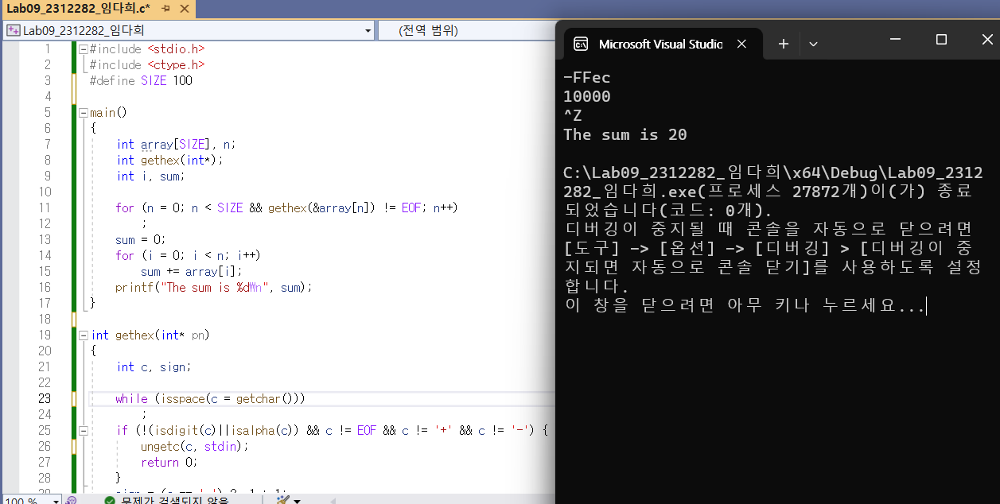 Lab09_2312282_임다희.c*
Lab09_2312282_임다희
(전역 범위)
1 #include <stdio.h>
2 #include <ctype.h>
3 #define SIZE 100
4
5 main()
6 {
7 int array[SIZE], n;
8 int gethex(int*);
9 int i, sum;
10
11 for (n = 0; n < SIZE && gethex(&array[n]) != EOF; n++)
12 ;
13 sum = 0;
14 for (i = 0; i < n; i++)
15 sum += array[i];
16 printf("The sum is %d₩n", sum);
17 }
18
19 int gethex(int* pn)
20 {
21 int c, sign;
22
23 while (isspace(c = getchar()))
24 ;
25 if (!(isdigit(c)||isalpha(c)) && c != EOF && c != '+' && c != '-') {
26 ungetc(c, stdin);
27 return 0;
28 }
100 %
문제가 검색되지 않음
Microsoft Visual Studio
-FFec
10000
^Z
The sum is 20
C:\Lab09_2312282_임다희\x64\Debug\Lab09_2312
282_임다희.exe(프로세스 27872개)이(가) 종료
되었습니다(코드: 0개).
디버깅이 중지될 때 콘솔을 자동으로 닫으려면
[도구] -> [옵션] -> [디버깅] > [디버깅이 중
지되면 자동으로 콘솔 닫기]를 사용하도록 설정
합니다.
이 창을 닫으려면 아무 키나 누르세요...